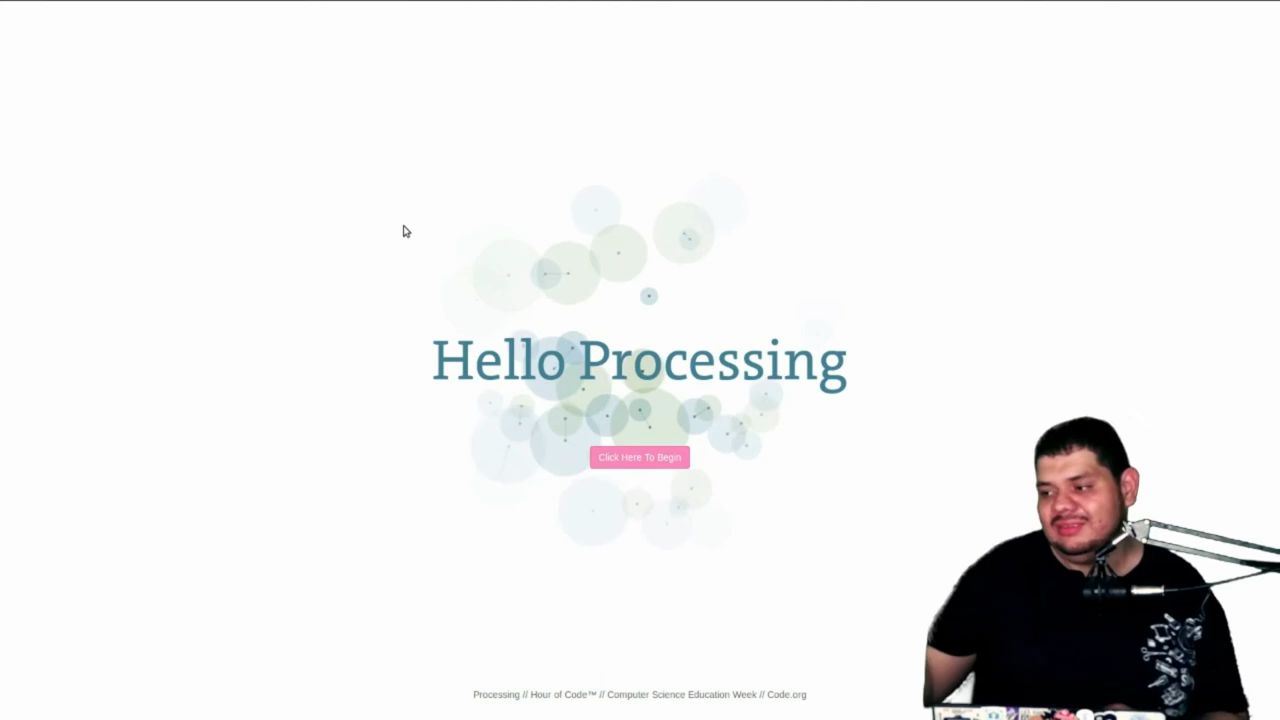 Hello Processing
Click Here To Begin
Processing // Hour of Code™ // Computer Science Education Week // Code.org